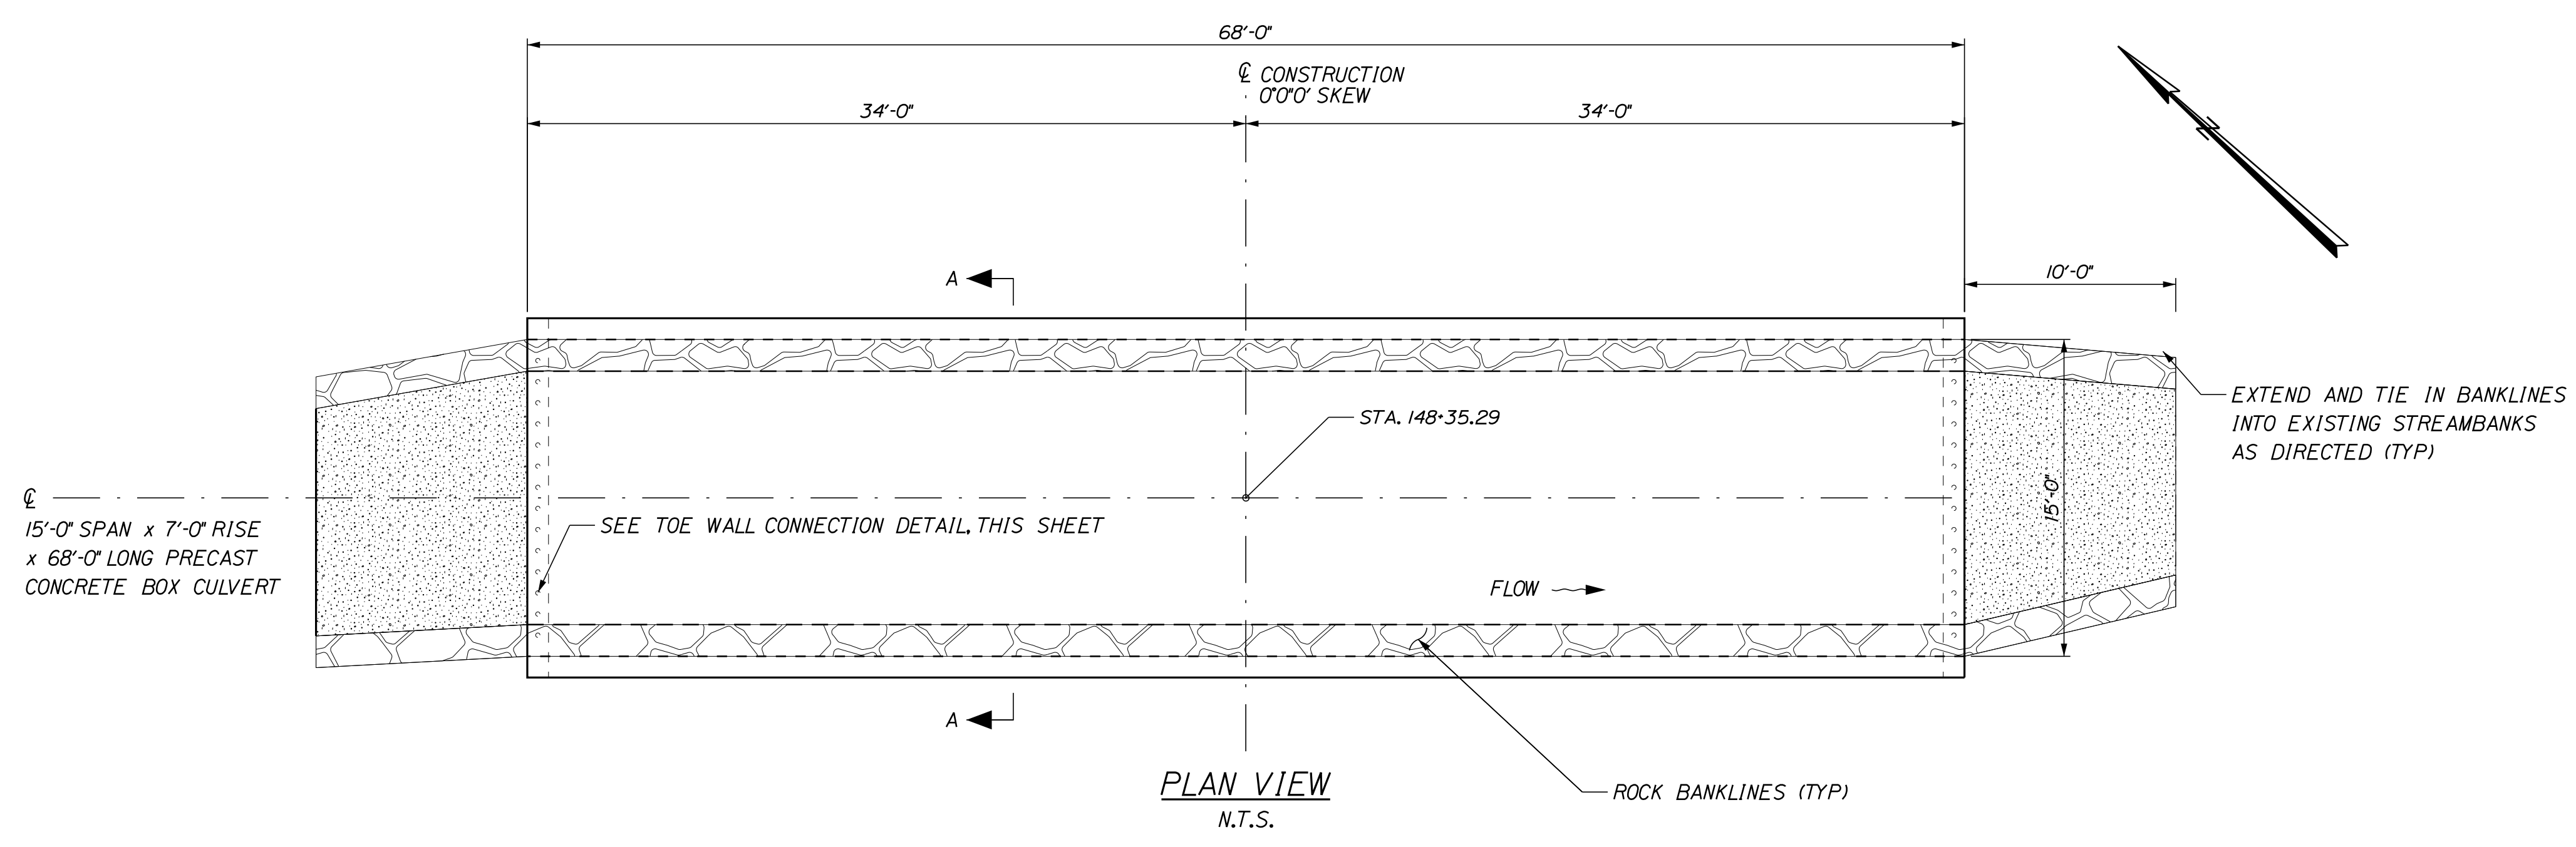 68'-0"
℄ CONSTRUCTION
0°0"0' SKEW
34'-0"
34'-0"
N
A
10'-0"
STA. 148+35.29
EXTEND AND TIE IN BANKLINES
INTO EXISTING STREAMBANKS
AS DIRECTED (TYP)
℄
15'-0" SPAN x 7'-0" RISE
x 68'-0" LONG PRECAST
CONCRETE BOX CULVERT
SEE TOE WALL CONNECTION DETAIL, THIS SHEET
15'-0"
FLOW
A
PLAN VIEW
N.T.S.
ROCK BANKLINES (TYP)